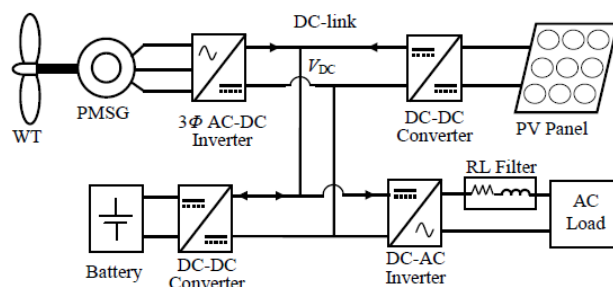 DC-link
V_DC
WT
PMSG
3Φ AC-DC
Inverter
DC-DC
Converter
PV Panel
RL Filter
AC
Load
Battery
DC-DC
Converter
DC-AC
Inverter